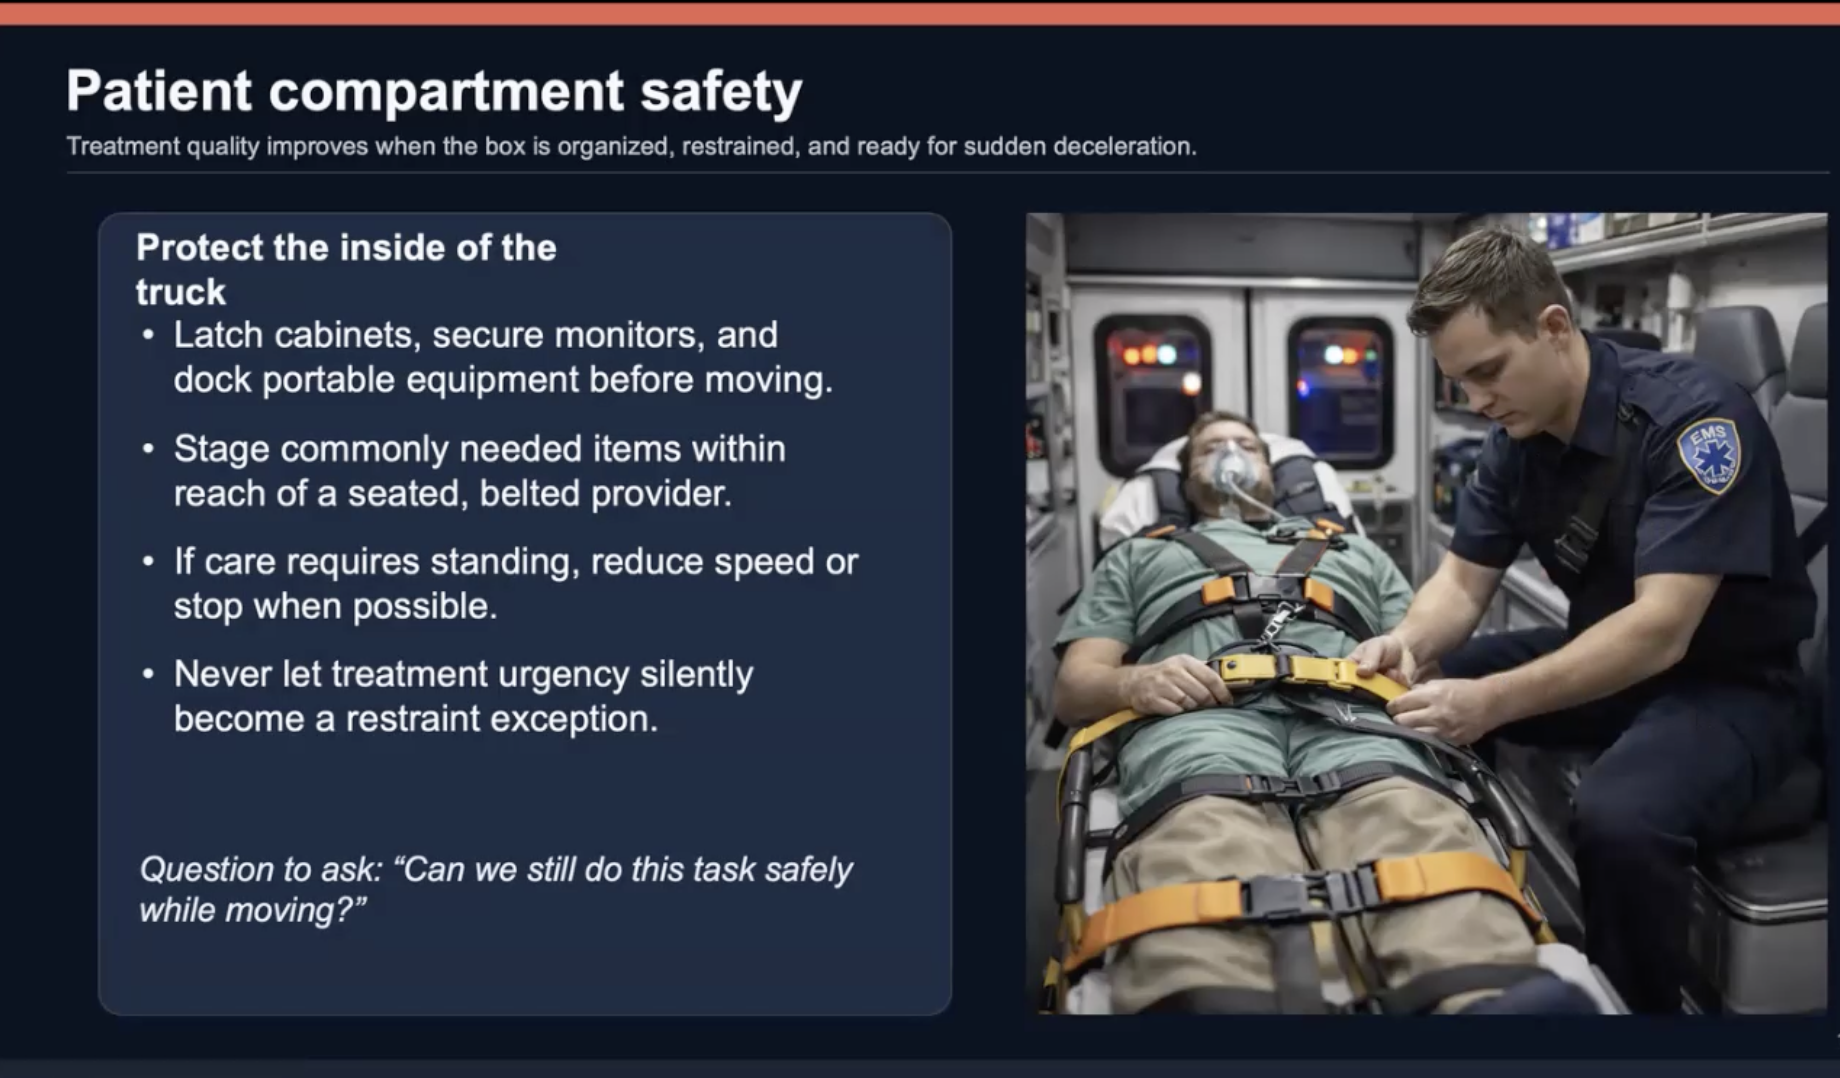 Patient compartment safety
Treatment quality improves when the box is organized, restrained, and ready for sudden deceleration.
Protect the inside of the
truck
• Latch cabinets, secure monitors, and
dock portable equipment before moving.
• Stage commonly needed items within
reach of a seated, belted provider.
• If care requires standing, reduce speed or
stop when possible.
• Never let treatment urgency silently
become a restraint exception.
Question to ask: “Can we still do this task safely
while moving?”
EMS